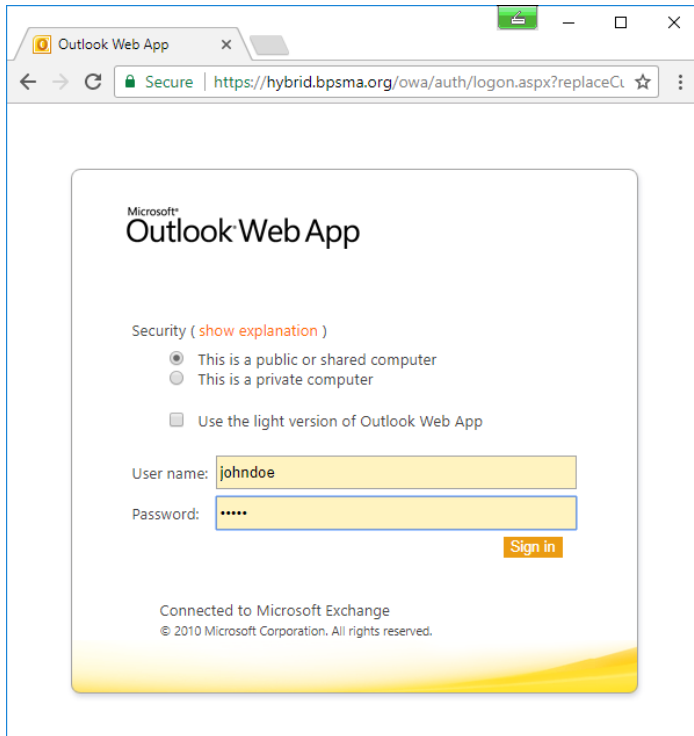 Outlook Web App
Secure https://hybrid.bpsma.org/owa/auth/logon.aspx?replaceCu
Microsoft®
Outlook® Web App
Security ( show explanation )
This is a public or shared computer
This is a private computer
Use the light version of Outlook Web App
User name: johndoe
Password: •••••
Sign in
Connected to Microsoft Exchange
© 2010 Microsoft Corporation. All rights reserved.